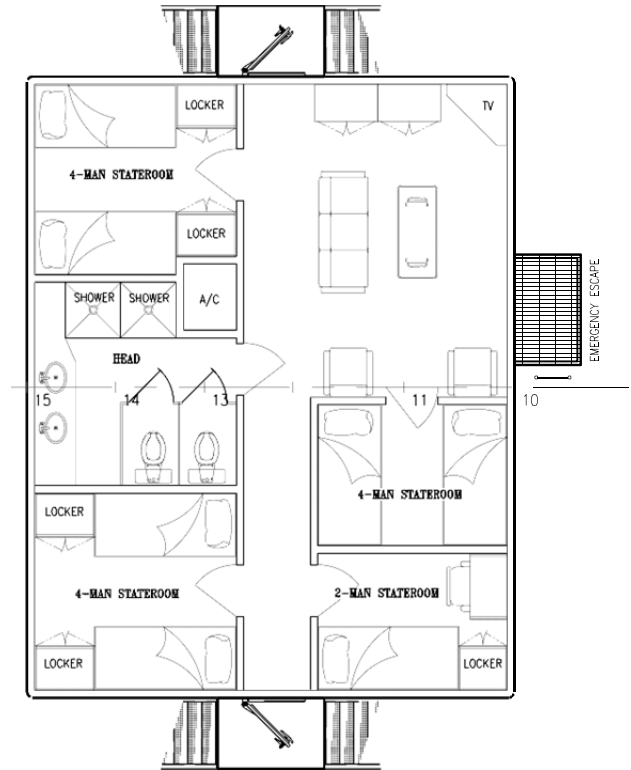 LOCKER
TV
4-MAN STATEROOM
LOCKER
SHOWER
SHOWER
A/C
EMERGENCY ESCAPE
HEAD
15
14
13
11
10
4-MAN STATEROOM
LOCKER
4-MAN STATEROOM
2-MAN STATEROOM
LOCKER
LOCKER